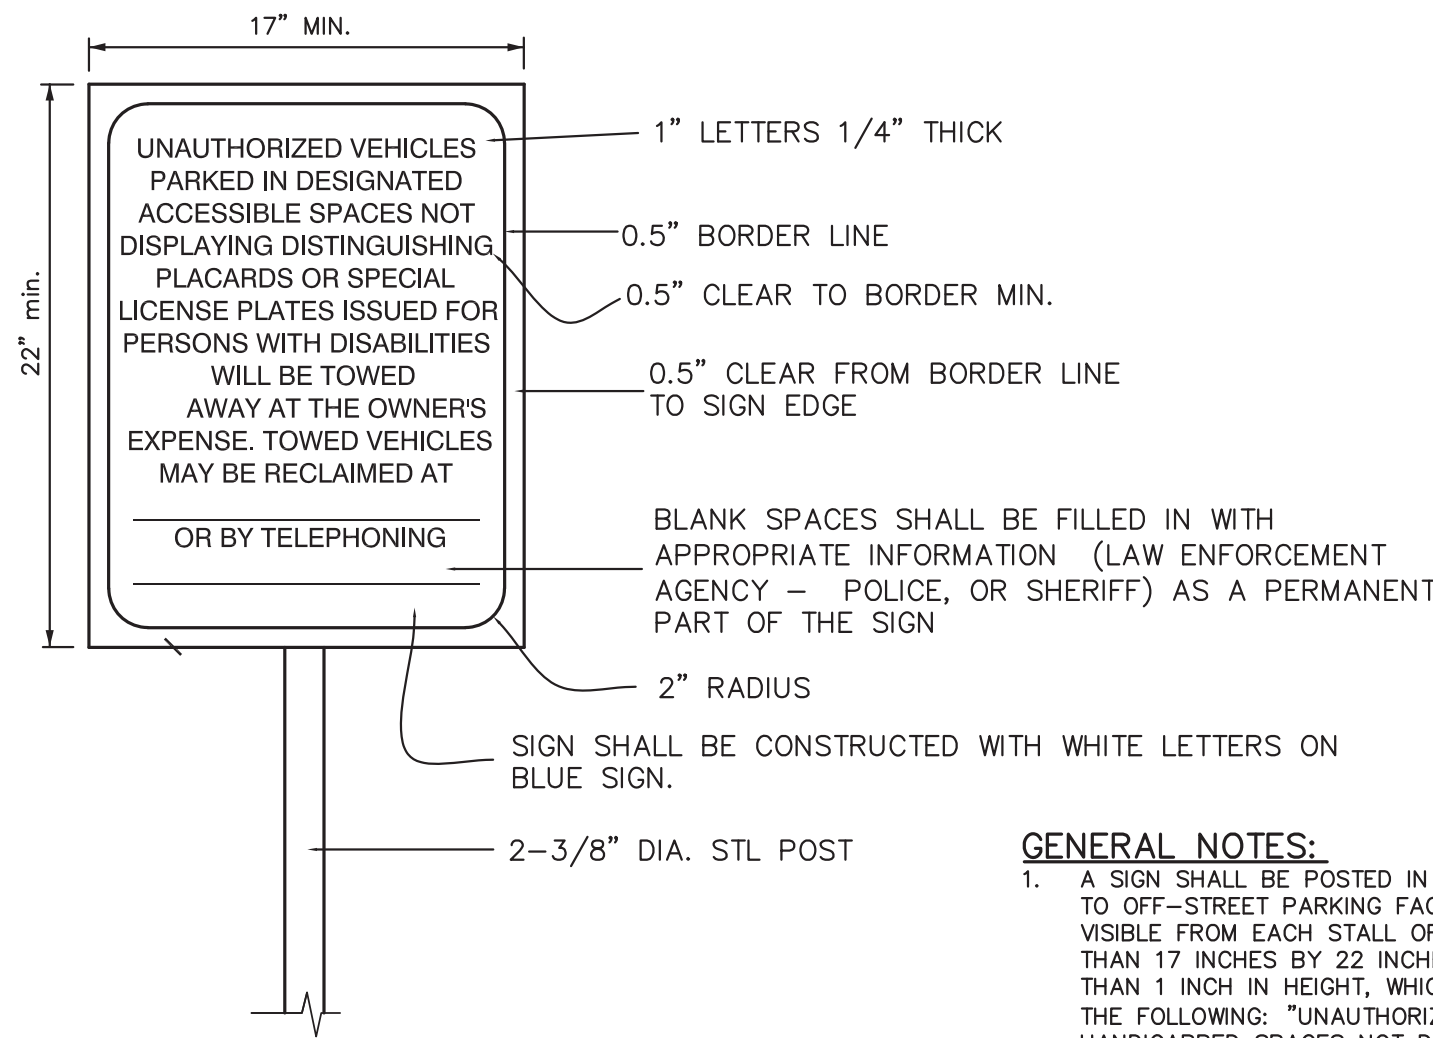 17” MIN.
22” min.
UNAUTHORIZED VEHICLES
PARKED IN DESIGNATED
ACCESSIBLE SPACES NOT
DISPLAYING DISTINGUISHING
PLACARDS OR SPECIAL
LICENSE PLATES ISSUED FOR
PERSONS WITH DISABILITIES
WILL BE TOWED
AWAY AT THE OWNER'S
EXPENSE. TOWED VEHICLES
MAY BE RECLAIMED AT
OR BY TELEPHONING
1” LETTERS 1/4” THICK
0.5” BORDER LINE
0.5” CLEAR TO BORDER MIN.
0.5” CLEAR FROM BORDER LINE
TO SIGN EDGE
BLANK SPACES SHALL BE FILLED IN WITH
APPROPRIATE INFORMATION (LAW ENFORCEMENT
AGENCY – POLICE, OR SHERIFF) AS A PERMANENT
PART OF THE SIGN
2” RADIUS
SIGN SHALL BE CONSTRUCTED WITH WHITE LETTERS ON
BLUE SIGN.
2–3/8” DIA. STL POST
GENERAL NOTES:
1. A SIGN SHALL BE POSTED IN
TO OFF–STREET PARKING
VISIBLE FROM EACH STALL
THAN 17 INCHES BY 22
THAN 1 INCH IN HEIGHT,
THE FOLLOWING: